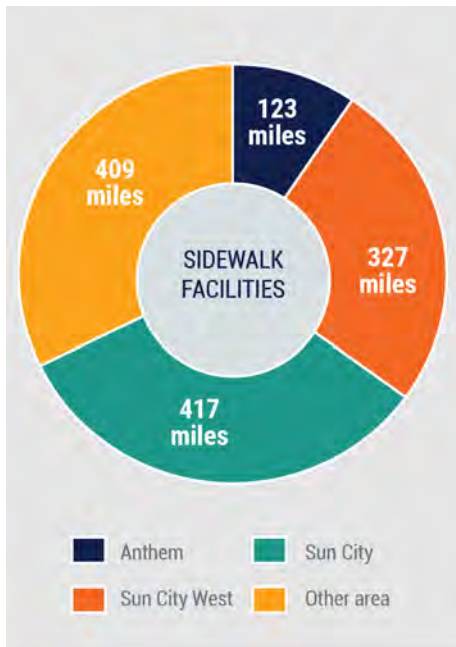 123
miles
409
miles
SIDEWALK
FACILITIES
327
miles
417
miles
Anthem
Sun City
Sun City West
Other area